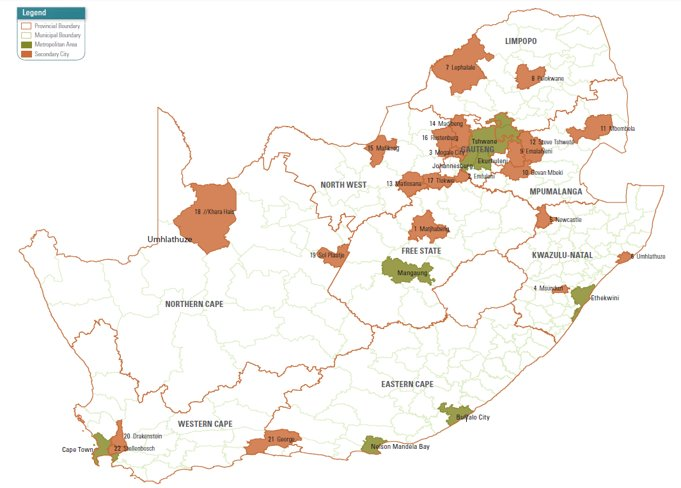 Legend
Provincial Boundary
Municipal Boundary
Metropolitan Area
Secondary City
LIMPOPO
7 Lephalale
8 Polokwane
14 Madibeng
11 Mbombela
16 Rustenburg
Tshwane
12 Steve Tshwete
15 Mafikeng
3 Mogale City
GAUTENG
9 Emalahleni
Johannesburg
Ekurhuleni
10 Govan Mbeki
13 Matlosana
17 Tlokwe
2 Emfuleni
NORTH WEST
MPUMALANGA
18 //Khara Hais
5 Newcastle
1 Matjhabeng
Umhlathuze
FREE STATE
19 Sol Plaatje
KWAZULU-NATAL
6 Umhlatuze
Mangaung
4 Msunduzi
Ethekwini
NORTHERN CAPE
EASTERN CAPE
Buffalo City
WESTERN CAPE
20 Drakenstein
21 George
Cape Town
22 Stellenbosch
Nelson Mandela Bay